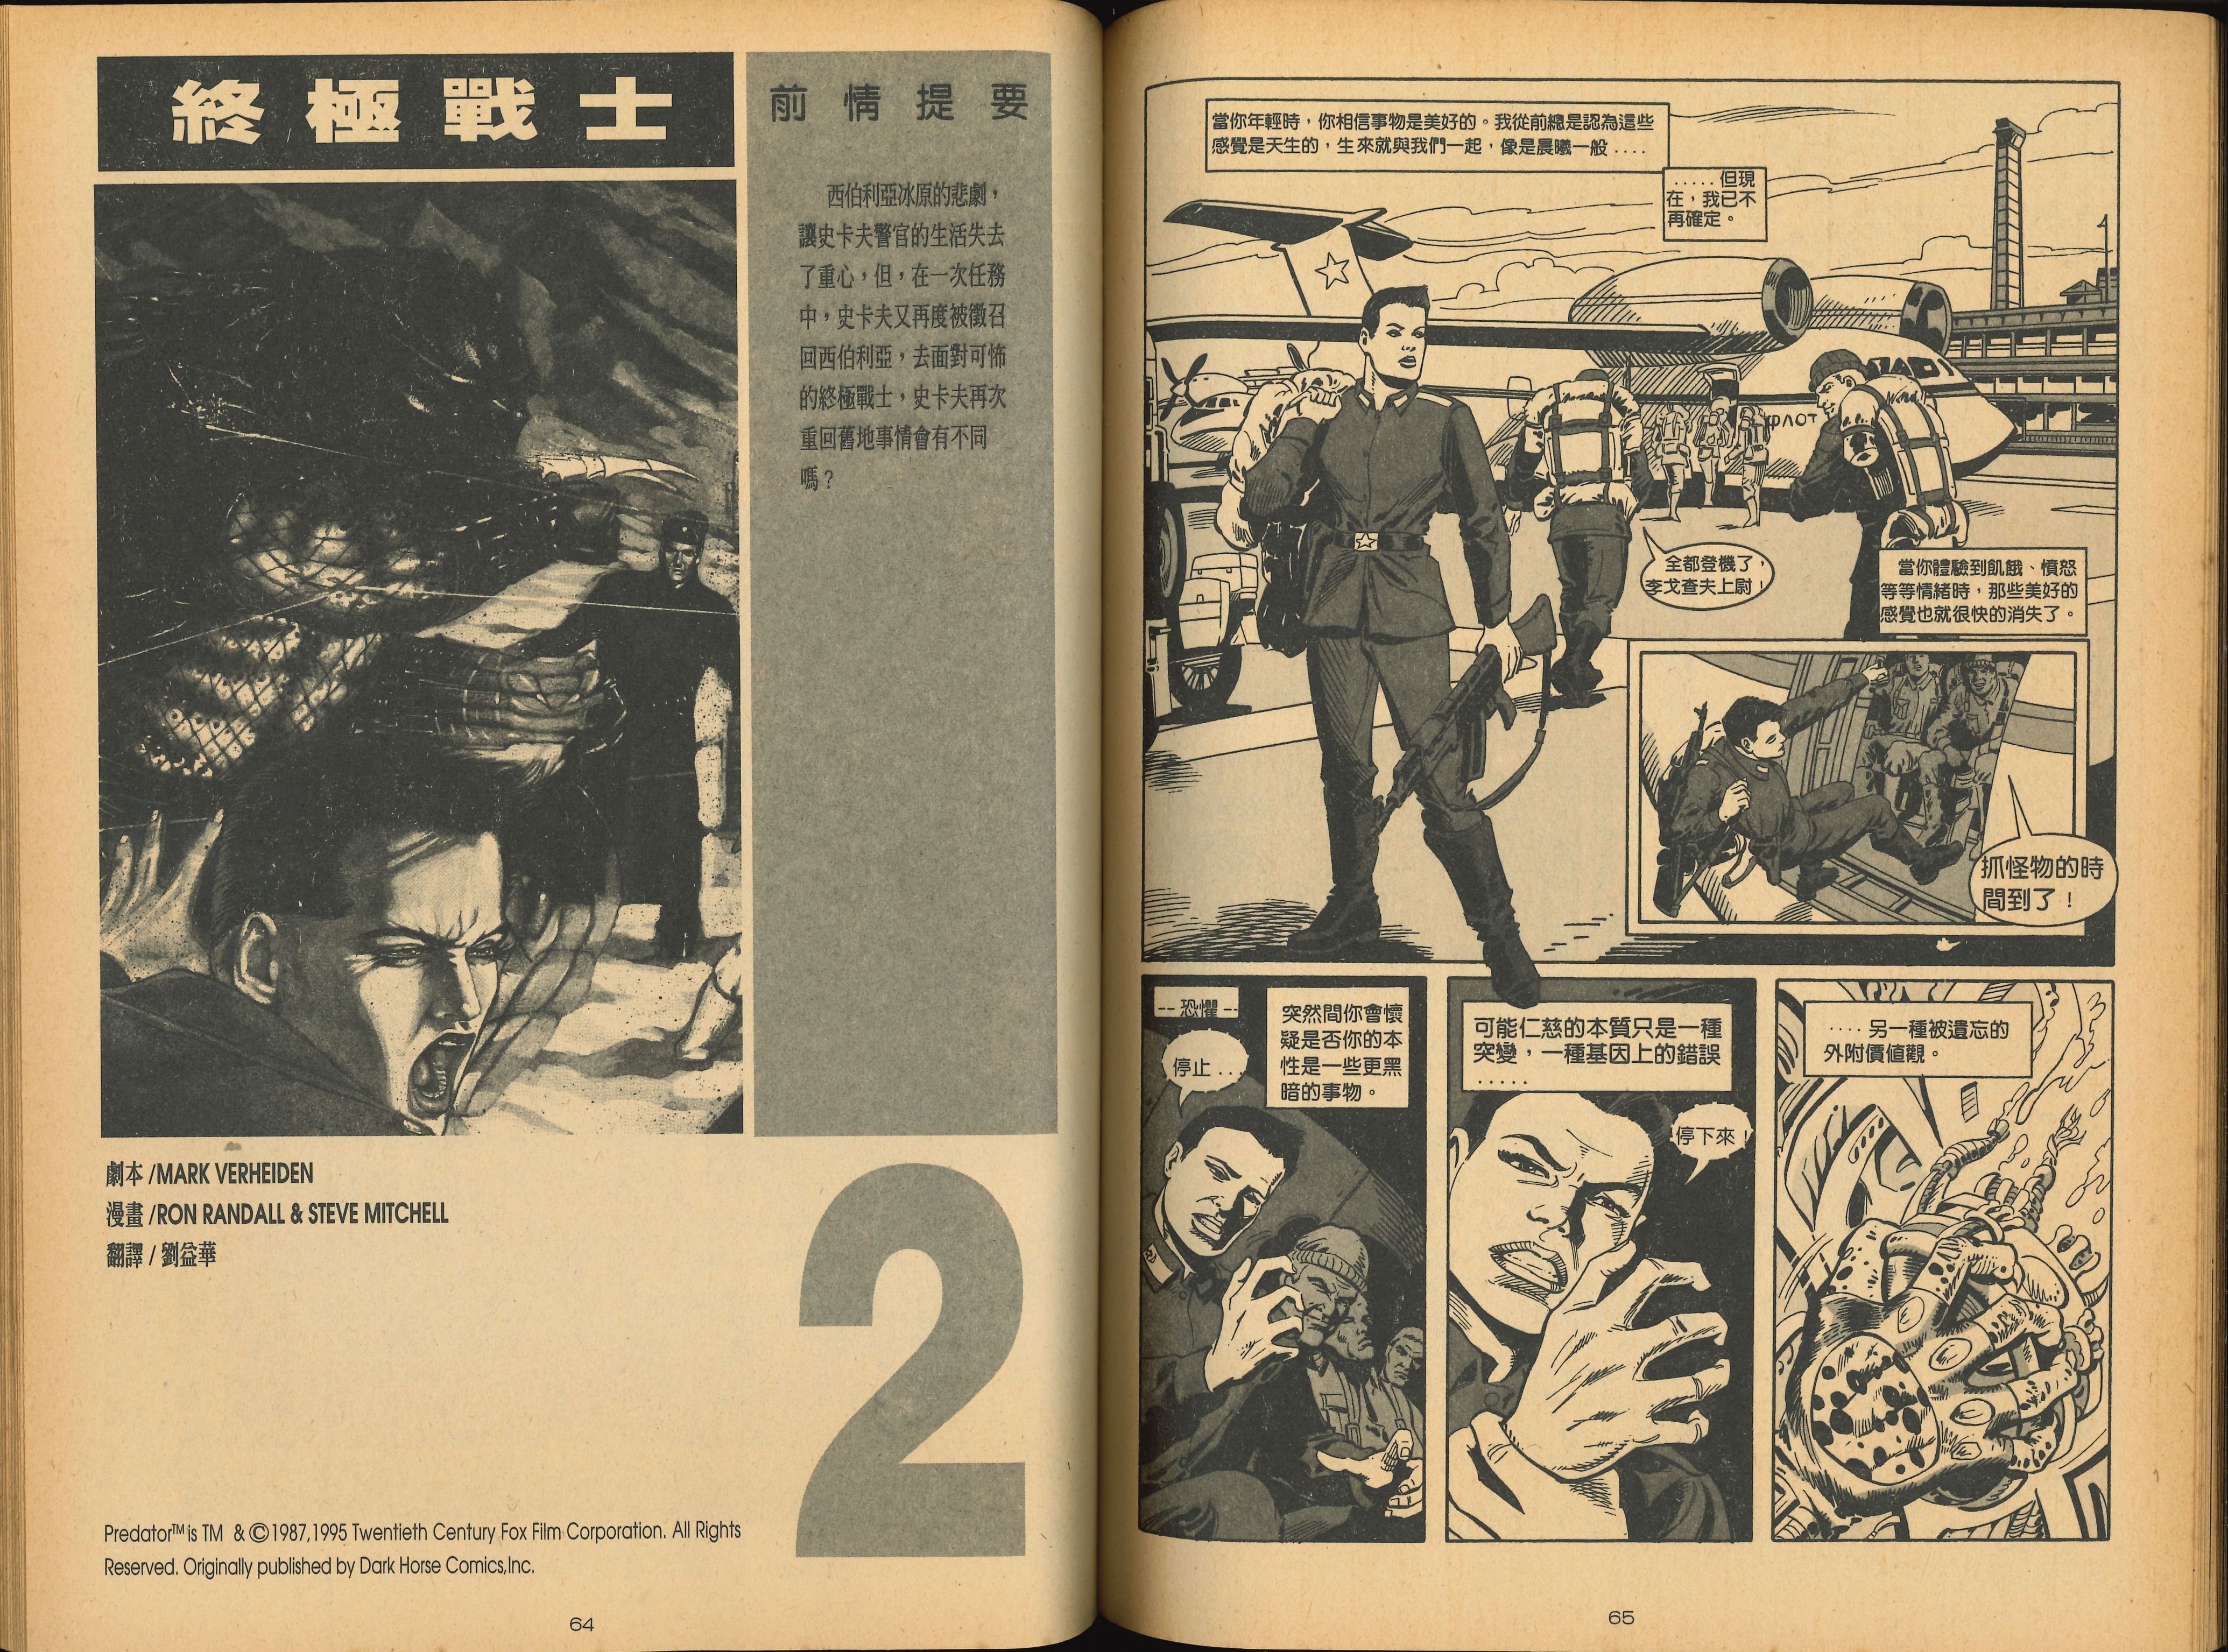 終極戰士
前情提要
西伯利亞冰原的悲劇，
讓史卡夫警官的生活失去
了重心，但，在一次任務
中，史卡夫又再度被徵召
回西伯利亞，去面對可怖
的終極戰士，史卡夫再次
重回舊地事情會有不同
嗎？
劇本 /MARK VERHEIDEN
漫畫 /RON RANDALL & STEVE MITCHELL
翻譯 / 劉益華
2
Predator™ is TM & ©1987,1995 Twentieth Century Fox Film Corporation. All Rights
Reserved. Originally published by Dark Horse Comics,Inc.
64
當你年輕時，你相信事物是美好的。我從前總是認為這些
感覺是天生的，生來就與我們一起，像是晨曦一般．．．．
．．．．．但現
在，我已不
再確定。
全都登機了，
李戈查夫上尉！
當你體驗到飢餓、憤怒
等等情緒時，那些美好的
感覺也就很快的消失了。
抓怪物的時
間到了！
--恐懼--
停止．．．
突然間你會懷
疑是否你的本
性是一些更黑
暗的事物。
可能仁慈的本質只是一種
突變，一種基因上的錯誤
．．．．．
停下來！
．．．．另一種被遺忘的
外附價值觀。
65